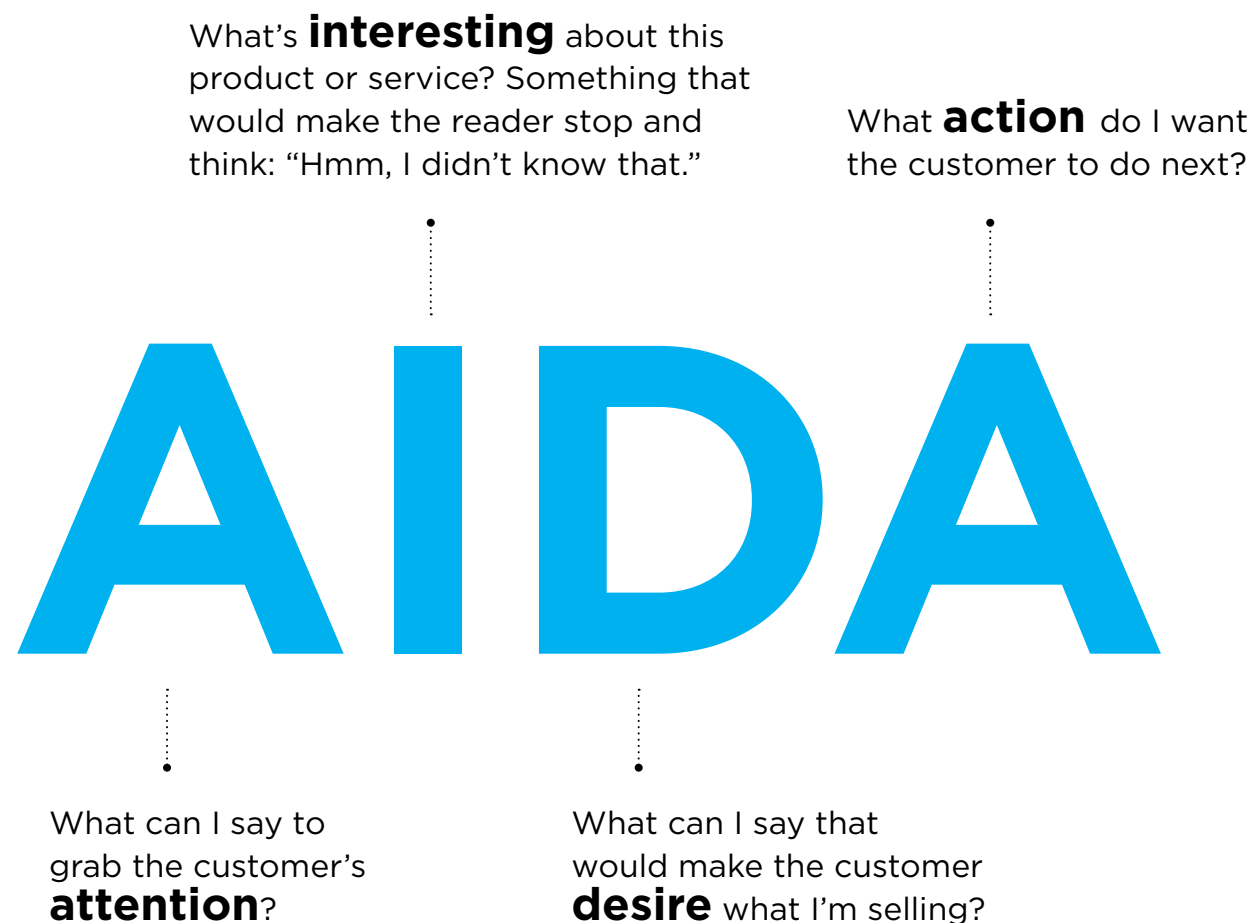 What’s interesting about this
product or service? Something that
would make the reader stop and
think: “Hmm, I didn’t know that.”
What action do I want
the customer to do next?
AIDA
What can I say to
grab the customer’s
attention?
What can I say that
would make the customer
desire what I’m selling?